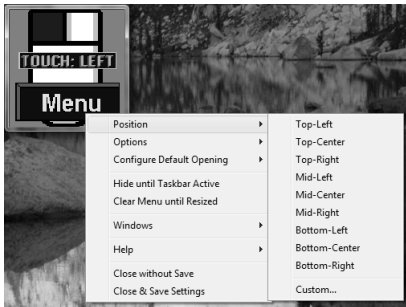 TOUCH: LEFT
Menu
Position
Options
Configure Default Opening
Hide until Taskbar Active
Clear Menu until Resized
Windows
Help
Close without Save
Close & Save Settings
Top-Left
Top-Center
Top-Right
Mid-Left
Mid-Center
Mid-Right
Bottom-Left
Bottom-Center
Bottom-Right
Custom...